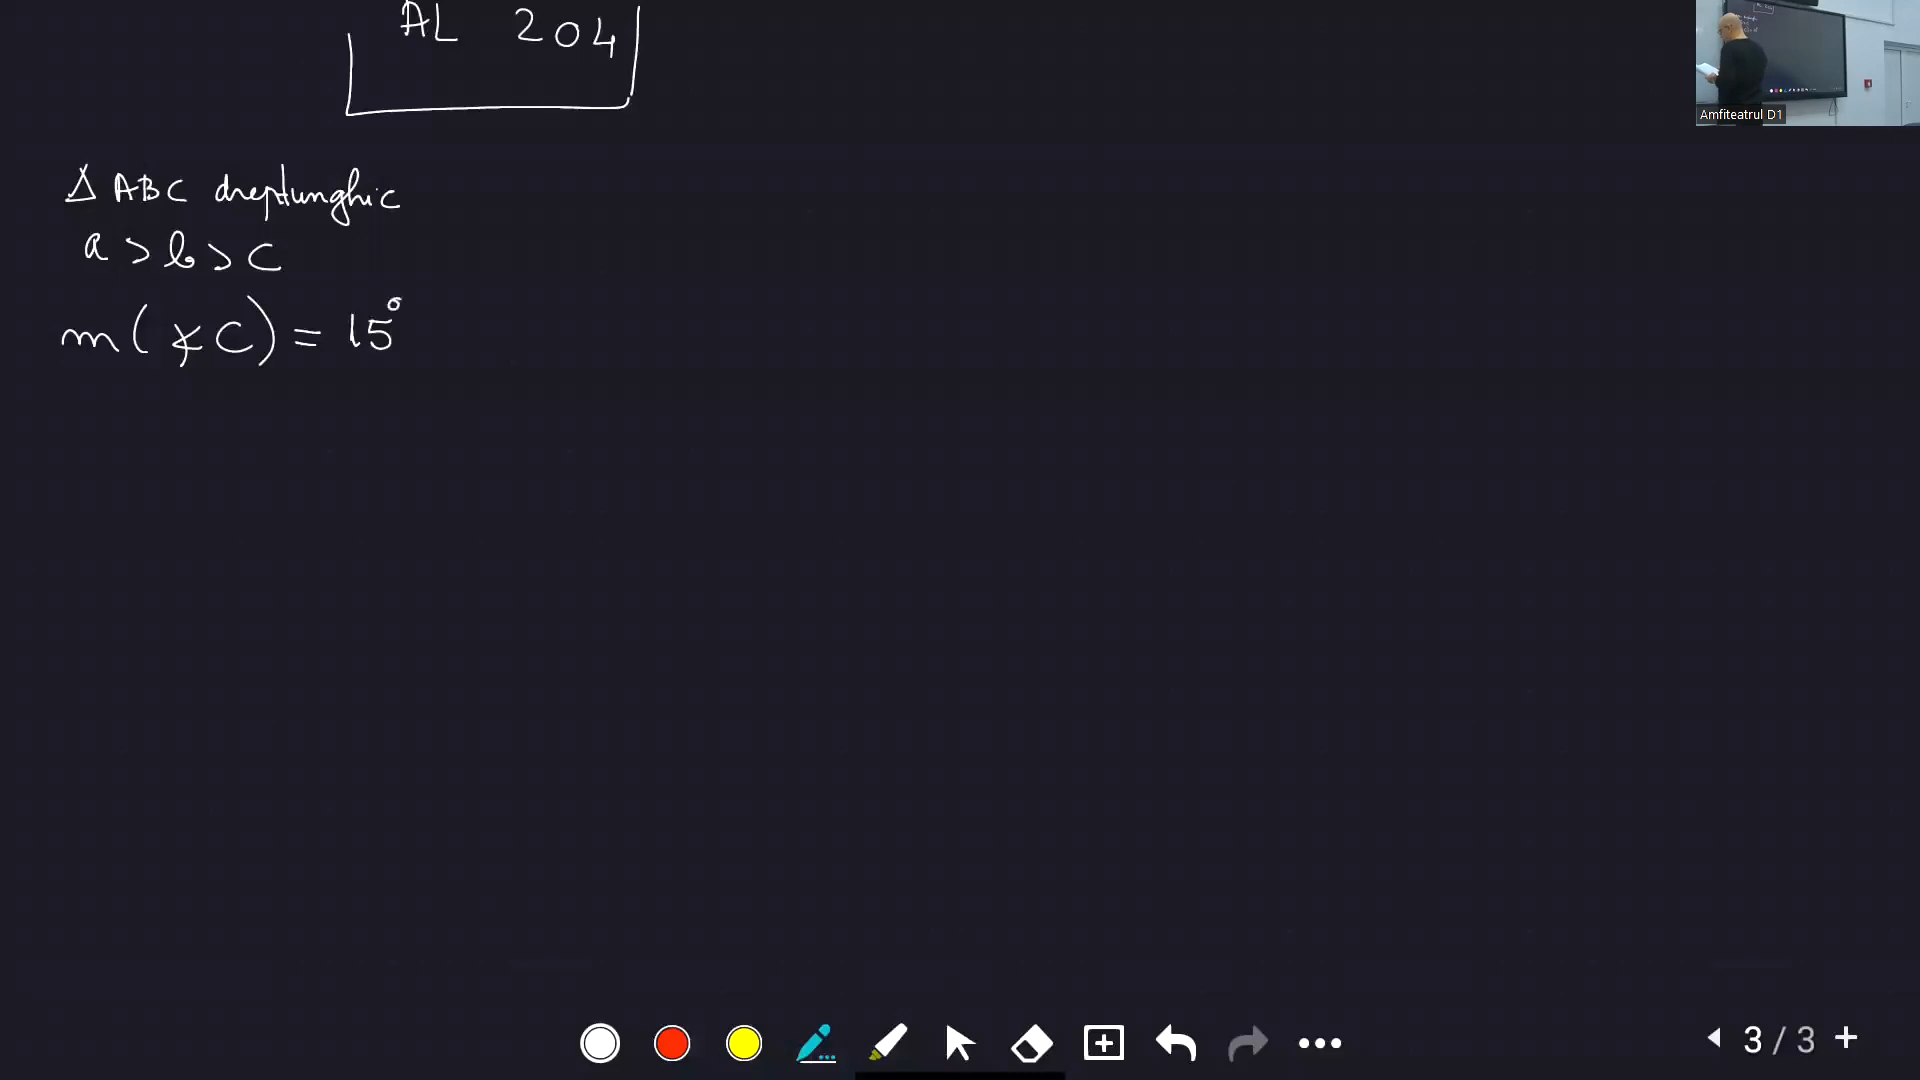 AL 204
Amfiteatrul D1
Δ ABC dreptunghic
a > b > c
m(∢C) = 15°
3 / 3